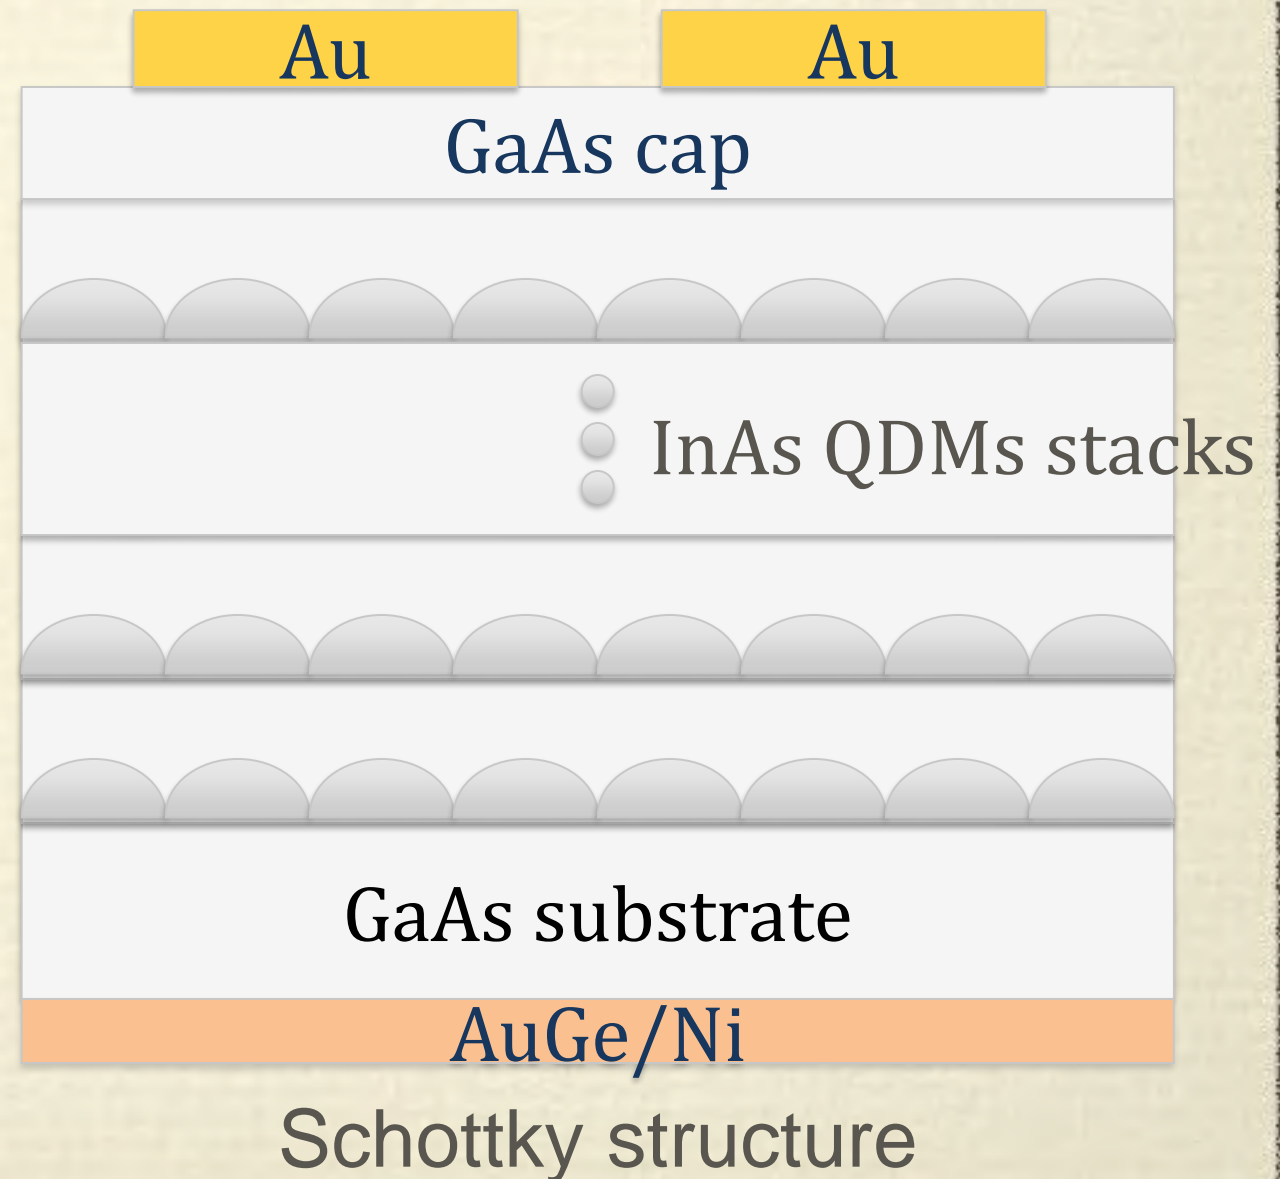 Au Au
GaAs cap
InAs QDMs stacks
GaAs substrate
AuGe/Ni
Schottky structure